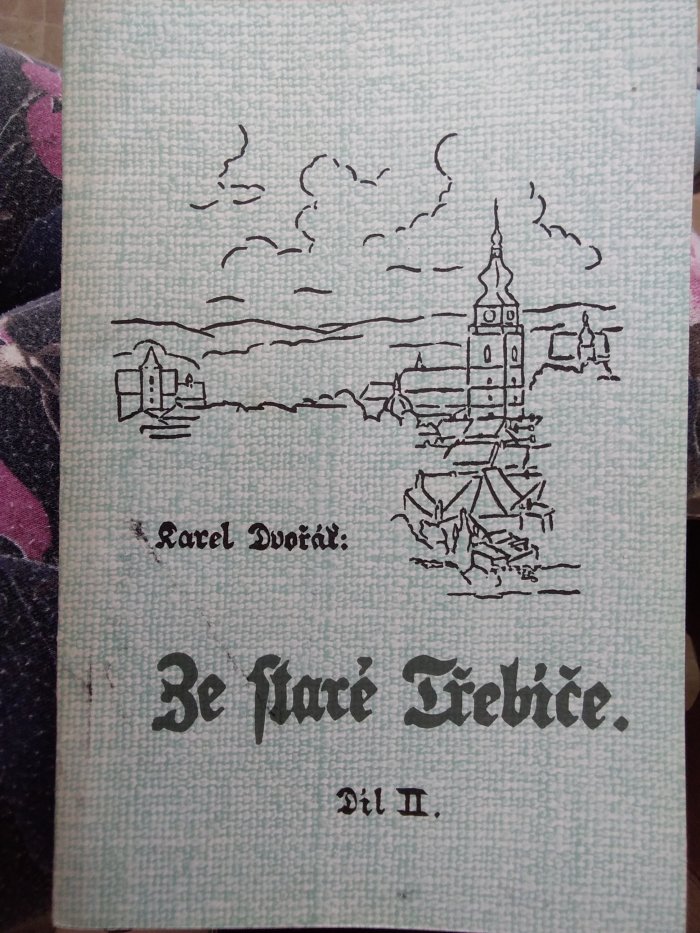 Karel Dvořák:
Ze staré Třebíče.
Díl II.